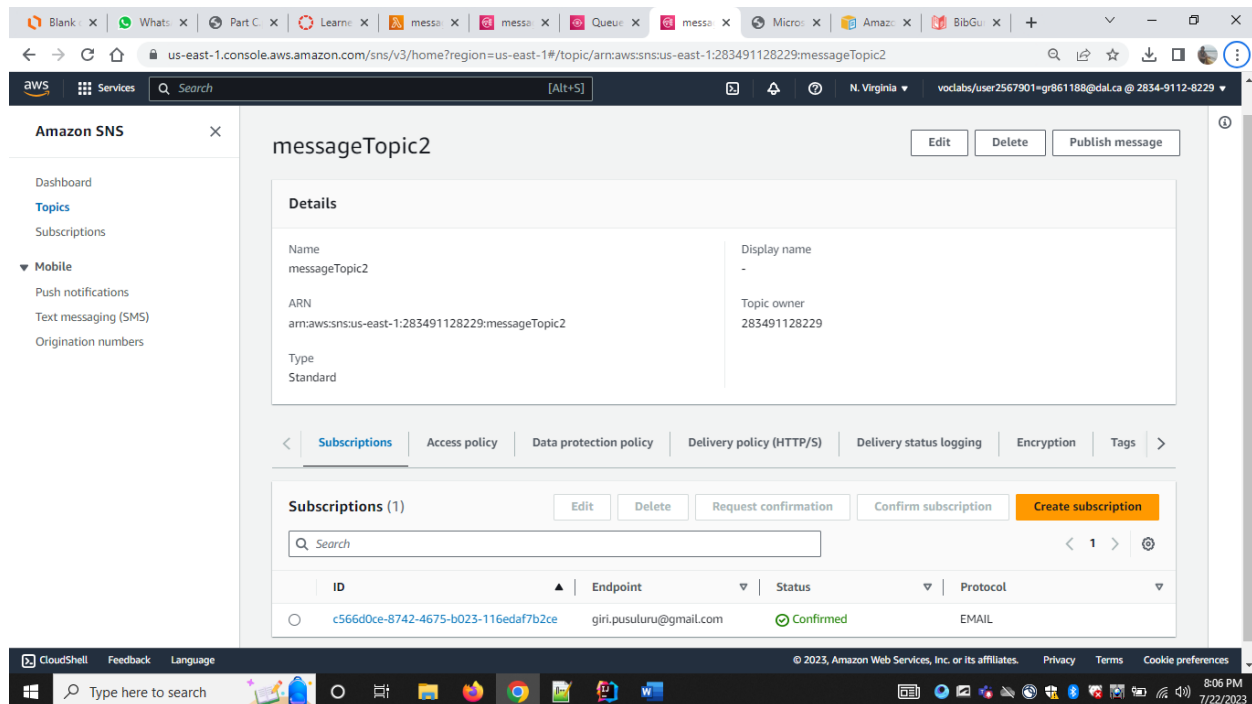 Blank Whats Part C Learne messa messa Queue messa Micros Amazo BibGu
us-east-1.console.aws.amazon.com/sns/v3/home?region=us-east-1#/topic/arn:aws:sns:us-east-1:283491128229:messageTopic2
aws Services Search [Alt+S] N. Virginia voclabs/user2567901=gr861188@dal.ca @ 2834-9112-8229
Amazon SNS
Dashboard
Topics
Subscriptions
Mobile
Push notifications
Text messaging (SMS)
Origination numbers
messageTopic2
Edit Delete Publish message
Details
Name
messageTopic2
ARN
arn:aws:sns:us-east-1:283491128229:messageTopic2
Type
Standard
Display name
-
Topic owner
283491128229
Subscriptions Access policy Data protection policy Delivery policy (HTTP/S) Delivery status logging Encryption Tags
Subscriptions (1) Edit Delete Request confirmation Confirm subscription Create subscription
Search 1
ID Endpoint Status Protocol
c566d0ce-8742-4675-b023-116edaf7b2ce giri.pusuluru@gmail.com Confirmed EMAIL
CloudShell Feedback Language © 2023, Amazon Web Services, Inc. or its affiliates. Privacy Terms Cookie preferences
Type here to search 8:06 PM
7/22/2023